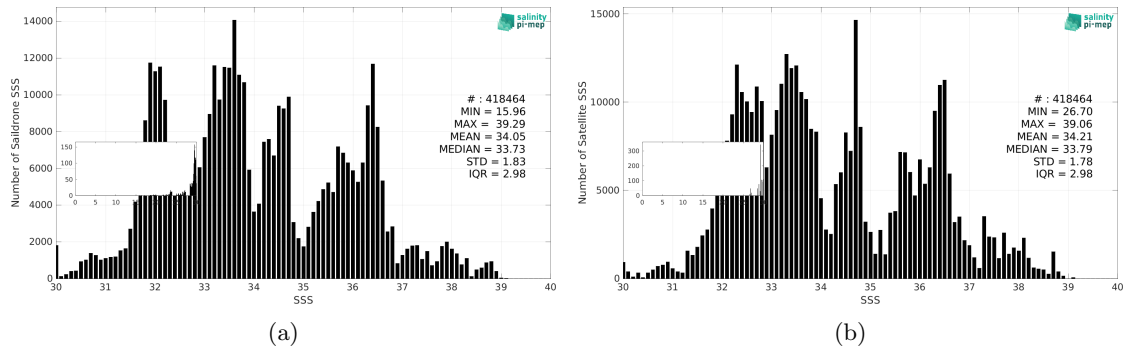 14000
12000
10000
8000
6000
4000
2000
0
Number of Saildrone SSS
salinity
pi-mep
# : 418464
MIN = 15.96
MAX = 39.29
MEAN = 34.05
MEDIAN = 33.73
STD = 1.83
IQR = 2.98
150
100
50
0
0 5 10
30 31 32 33 34 35 36 37 38 39 40
SSS
(a)
15000
10000
5000
0
Number of Satellite SSS
salinity
pi-mep
# : 418464
MIN = 26.70
MAX = 39.06
MEAN = 34.21
MEDIAN = 33.79
STD = 1.78
IQR = 2.98
300
200
100
0
0 5 10 15
30 31 32 33 34 35 36 37 38 39 40
SSS
(b)